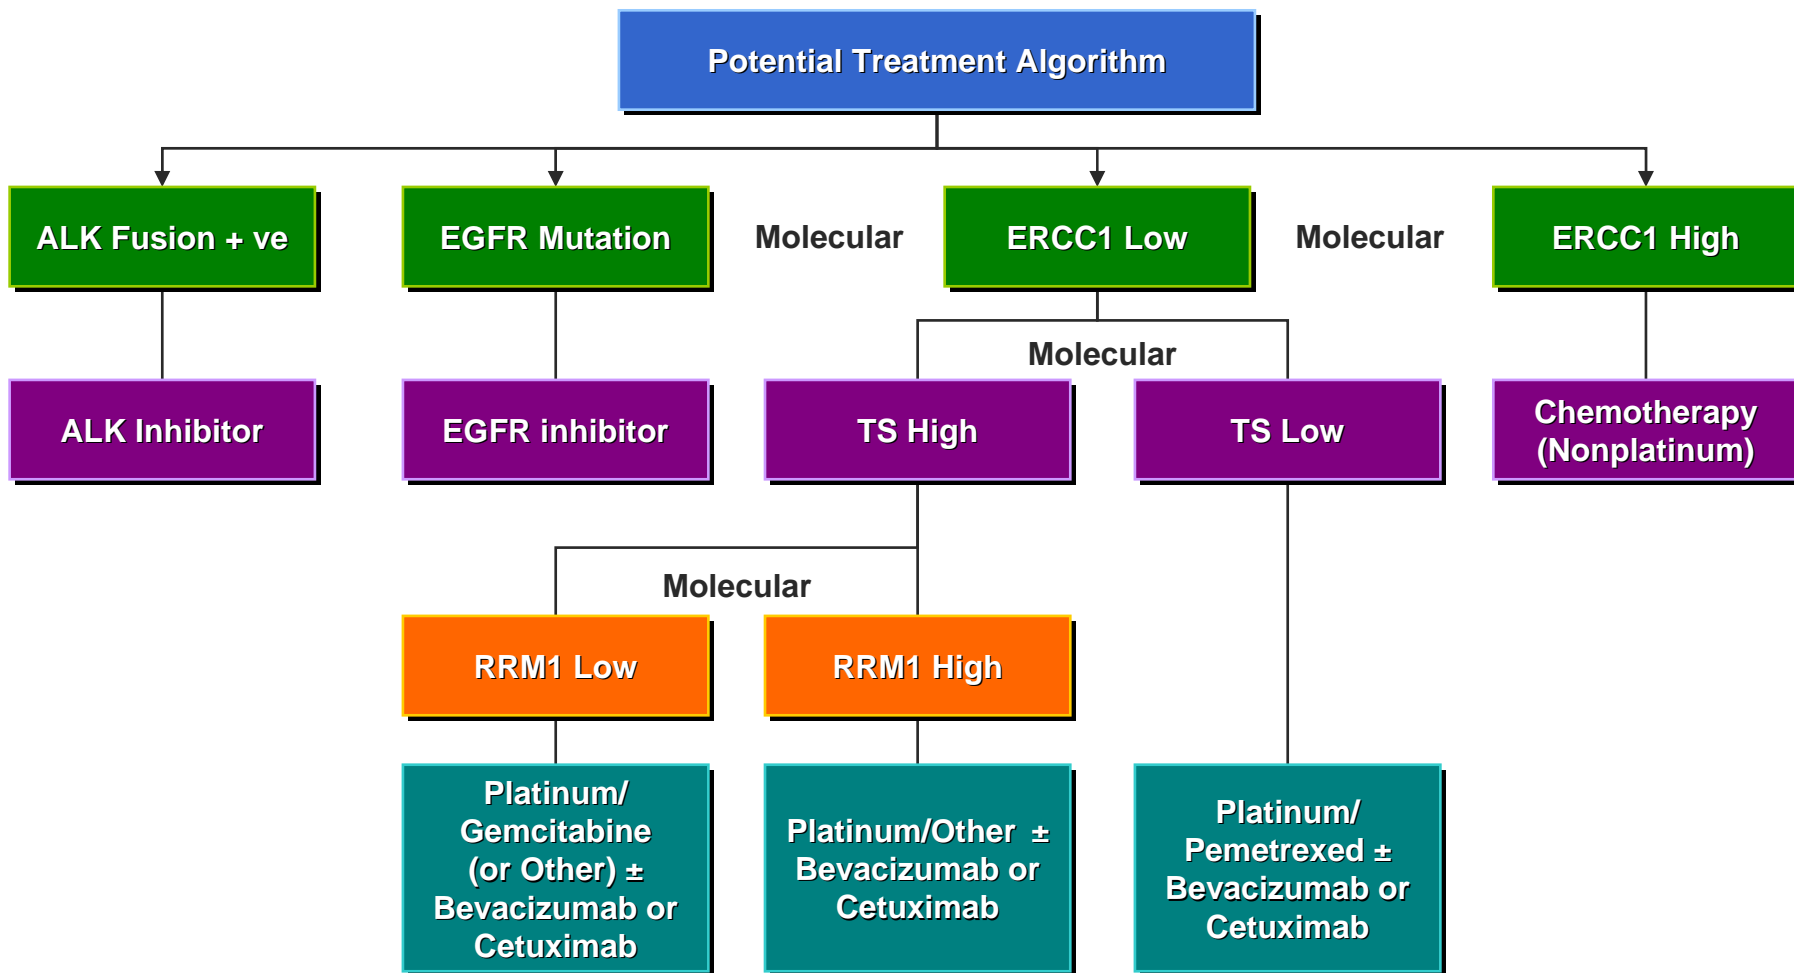 Potential Treatment Algorithm
ALK Fusion + ve
EGFR Mutation
Molecular
ERCC1 Low
Molecular
ERCC1 High
Molecular
ALK Inhibitor
EGFR inhibitor
TS High
TS Low
Chemotherapy
(Nonplatinum)
Molecular
RRM1 Low
RRM1 High
Platinum/
Gemcitabine
(or Other) ±
Bevacizumab or
Cetuximab
Platinum/Other ±
Bevacizumab or
Cetuximab
Platinum/
Pemetrexed ±
Bevacizumab or
Cetuximab